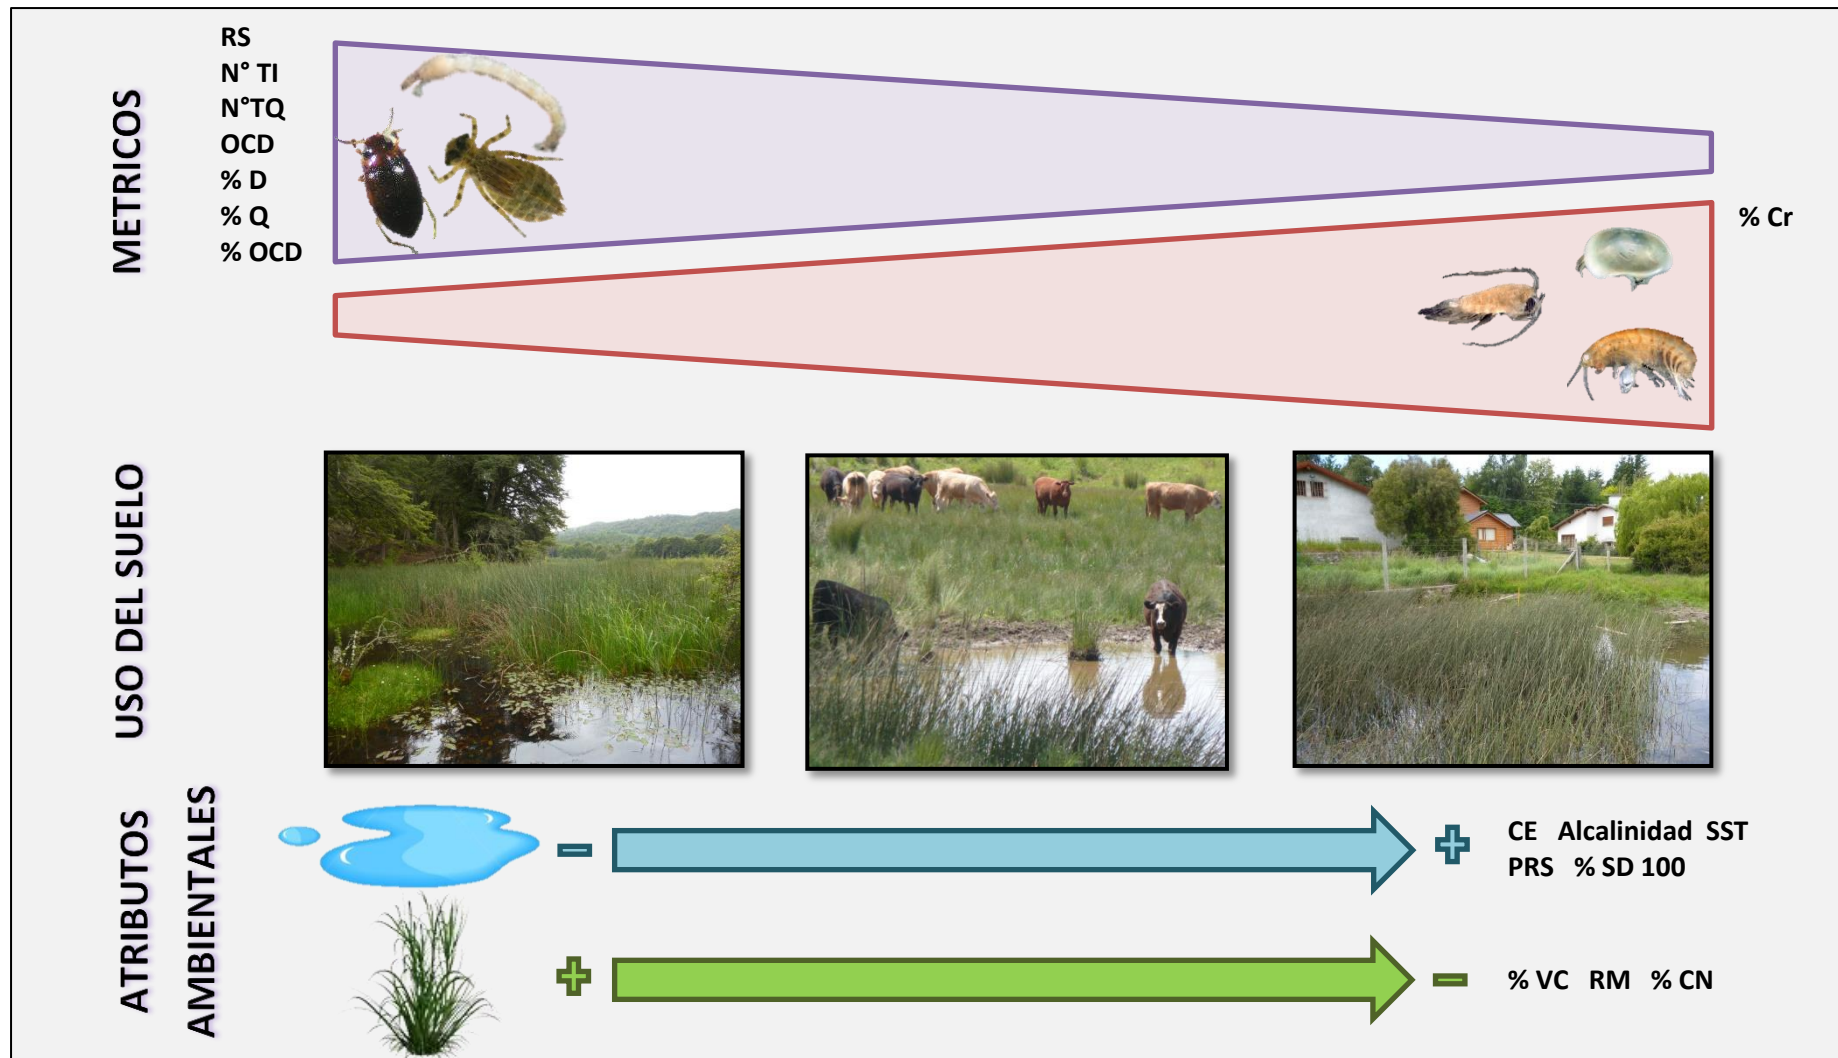 METRICOS
RS
N° TI
N°TQ
OCD
% D
% Q
% OCD
% Cr
USO DEL SUELO
ATRIBUTOS
AMBIENTALES
CE Alcalinidad SST
PRS % SD 100
% VC RM % CN